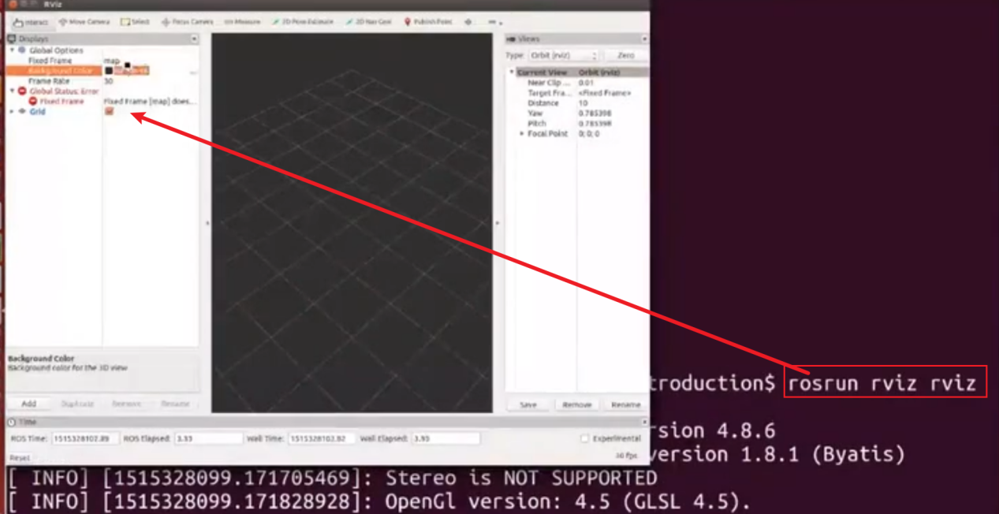 RViz
Interact Move Camera Select Focus Camera Measure 2D Pose Estimate 2D Nav Goal Publish Point
Displays
Global Options
Fixed Frame map
Background Color
Frame Rate 30
Global Status: Error
Fixed Frame Fixed Frame [map] does...
Grid
Background Color
Background color for the 3D view
Add Duplicate Remove Rename
Views
Type: Orbit (rviz) Zero
Current View Orbit (rviz)
Near Clip ... 0.01
Target Fra... <Fixed Frame>
Distance 10
Yaw 0.785398
Pitch 0.785398
Focal Point 0; 0; 0
Save Remove Rename
Time
ROS Time: 1515328102.89 ROS Elapsed: 3.93 Wall Time: 1515328102.92 Wall Elapsed: 3.93 Experimental
Reset 30 fps
troduction$ rosrun rviz rviz
rsion 4.8.6
version 1.8.1 (Byatis)
[ INFO] [1515328099.171705469]: Stereo is NOT SUPPORTED
[ INFO] [1515328099.171828928]: OpenGl version: 4.5 (GLSL 4.5).